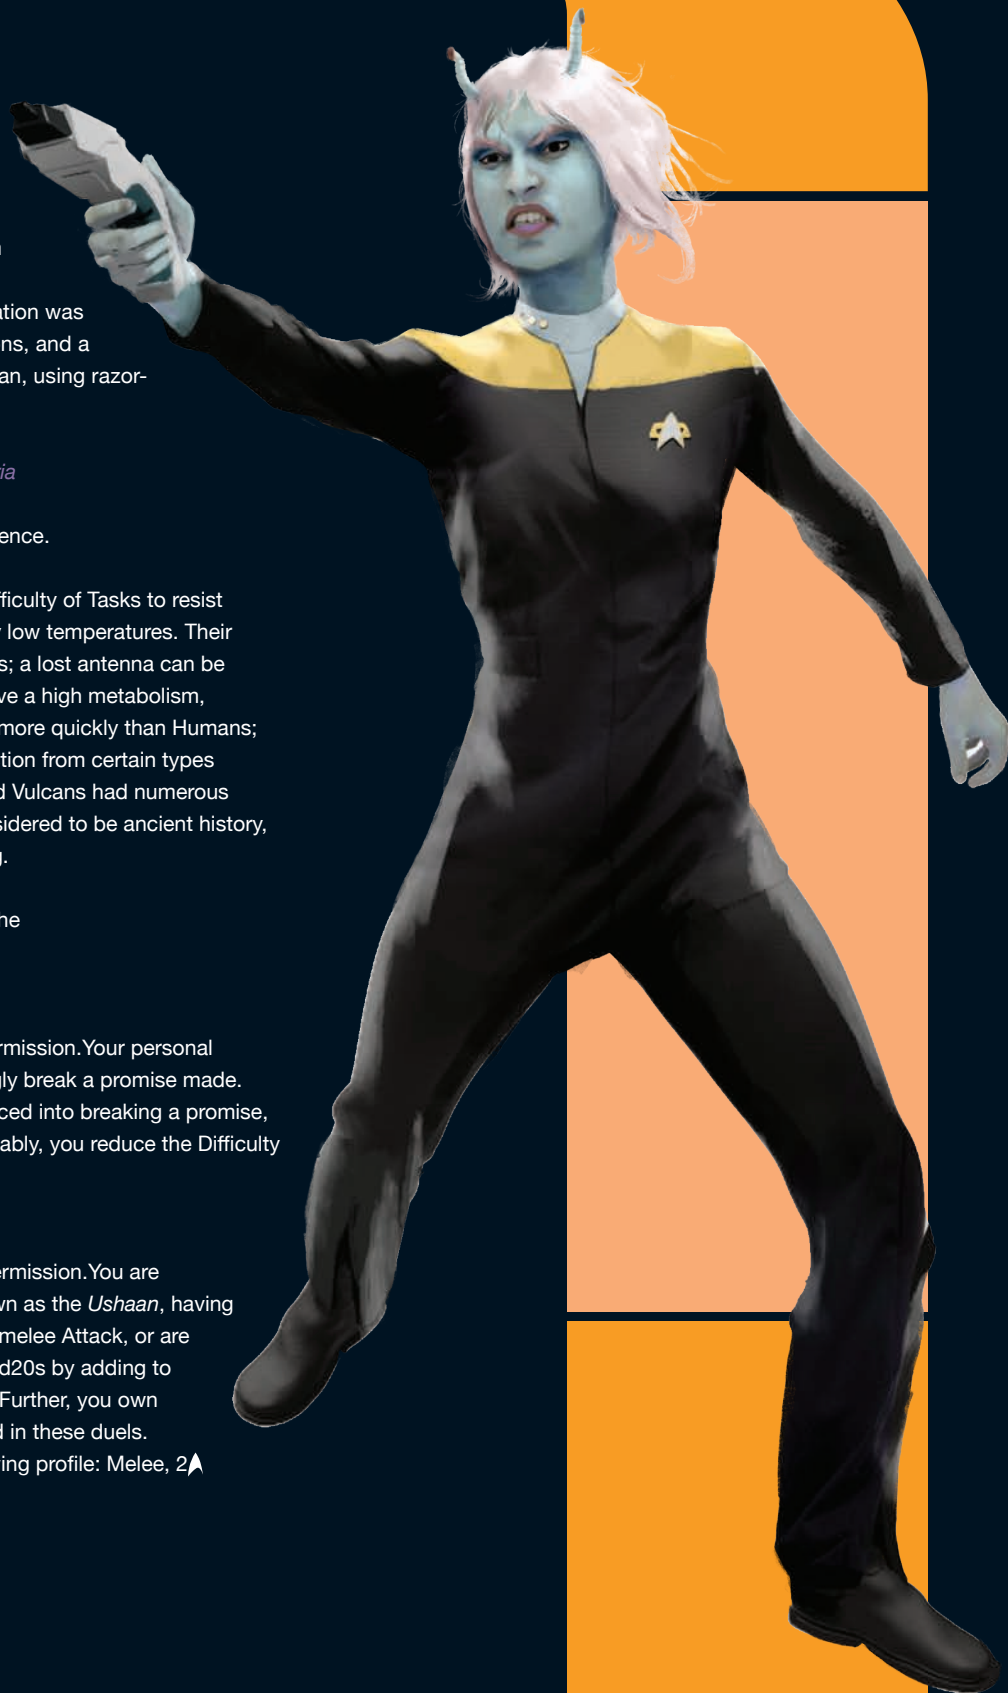 ation was
ns, and a
an, using razor-
ria
ence.
fficulty of Tasks to resist
low temperatures. Their
s; a lost antenna can be
ve a high metabolism,
more quickly than Humans;
tion from certain types
d Vulcans had numerous
sidered to be ancient history,
g.
he
rmission.Your personal
gly break a promise made.
ced into breaking a promise,
ably, you reduce the Difficulty
ermission.You are
wn as the Ushaan, having
melee Attack, or are
d20s by adding to
Further, you own
d in these duels.
ving profile: Melee, 2